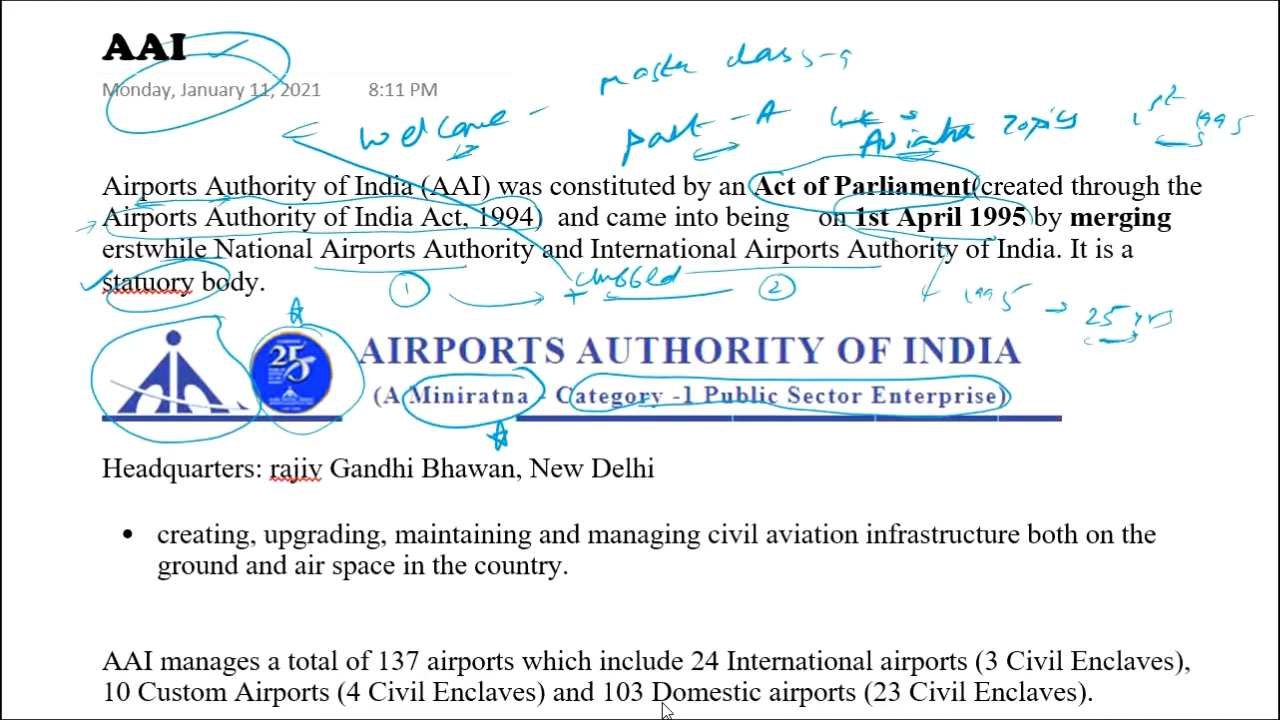 AAI
master class-9
Monday, January 11, 2021 8:11 PM
welcome -
part - A
Aviation Topics
1st 1995
Airports Authority of India (AAI) was constituted by an Act of Parliament(created through the
Airports Authority of India Act, 1994) and came into being on 1st April 1995 by merging
erstwhile National Airports Authority and International Airports Authority of India. It is a
statuory body.
1
+ clubbed
2
1995 → 25 yrs
25
AIRPORTS AUTHORITY OF INDIA
(A Miniratna - Category -1 Public Sector Enterprise)
Headquarters: rajiv Gandhi Bhawan, New Delhi
• creating, upgrading, maintaining and managing civil aviation infrastructure both on the
ground and air space in the country.
AAI manages a total of 137 airports which include 24 International airports (3 Civil Enclaves),
10 Custom Airports (4 Civil Enclaves) and 103 Domestic airports (23 Civil Enclaves).